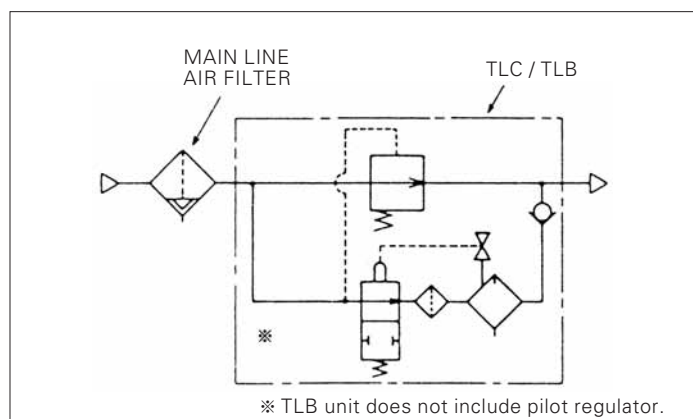 MAIN LINE
AIR FILTER
TLC / TLB
※
※ TLB unit does not include pilot regulator.